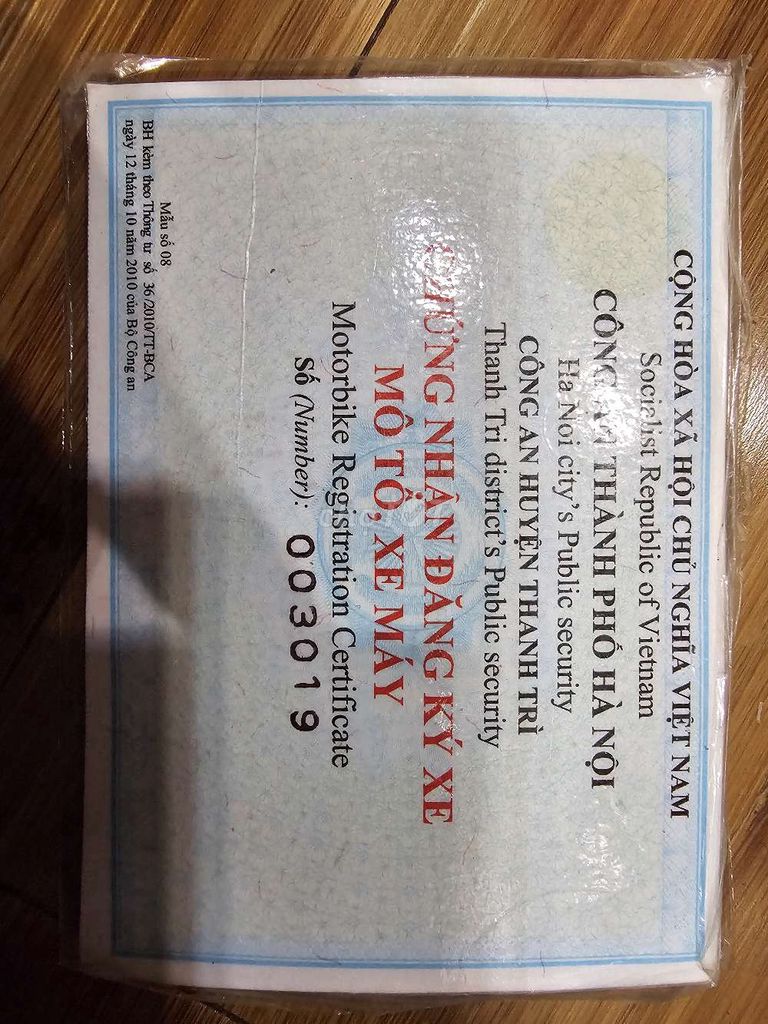 CỘNG HÒA XÃ HỘI CHỦ NGHĨA VIỆT NAM
Socialist Republic of Vietnam
CÔNG AN THÀNH PHỐ HÀ NỘI
Ha Noi city's Public security
CÔNG AN HUYỆN THANH TRÌ
Thanh Tri district's Public security
CHỨNG NHẬN ĐĂNG KÝ XE
MÔ TÔ, XE MÁY
Motorbike Registration Certificate
Số (Number): 003019
Mẫu số 08
BH kèm theo Thông tư số 36/2010/TT-BCA
ngày 12 tháng 10 năm 2010 của Bộ Công an